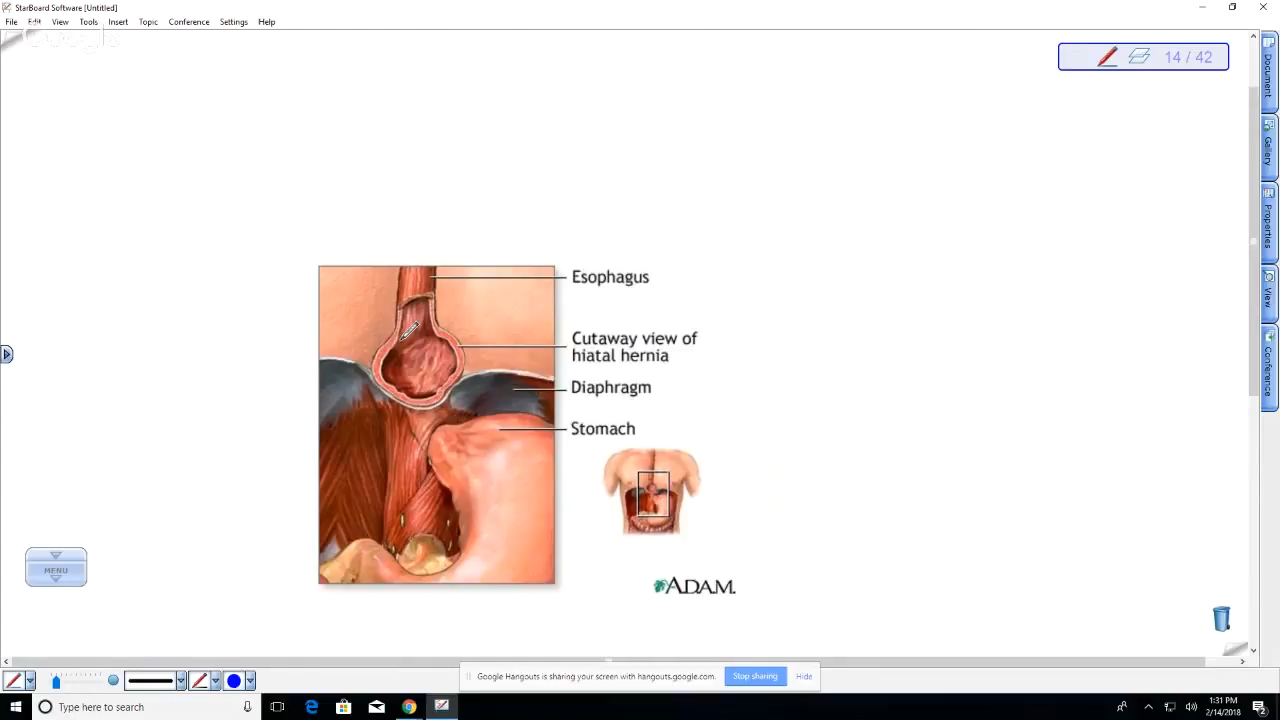 StarBoard Software [Untitled]
File Edit View Tools Insert Topic Conference Settings Help
14 / 42
Document
Gallery
Properties
View
Conference
Esophagus
Cutaway view of
hiatal hernia
Diaphragm
Stomach
A.D.A.M.
MENU
Google Hangouts is sharing your screen with hangouts.google.com. Stop sharing Hide
Type here to search
1:31 PM
2/14/2018
2